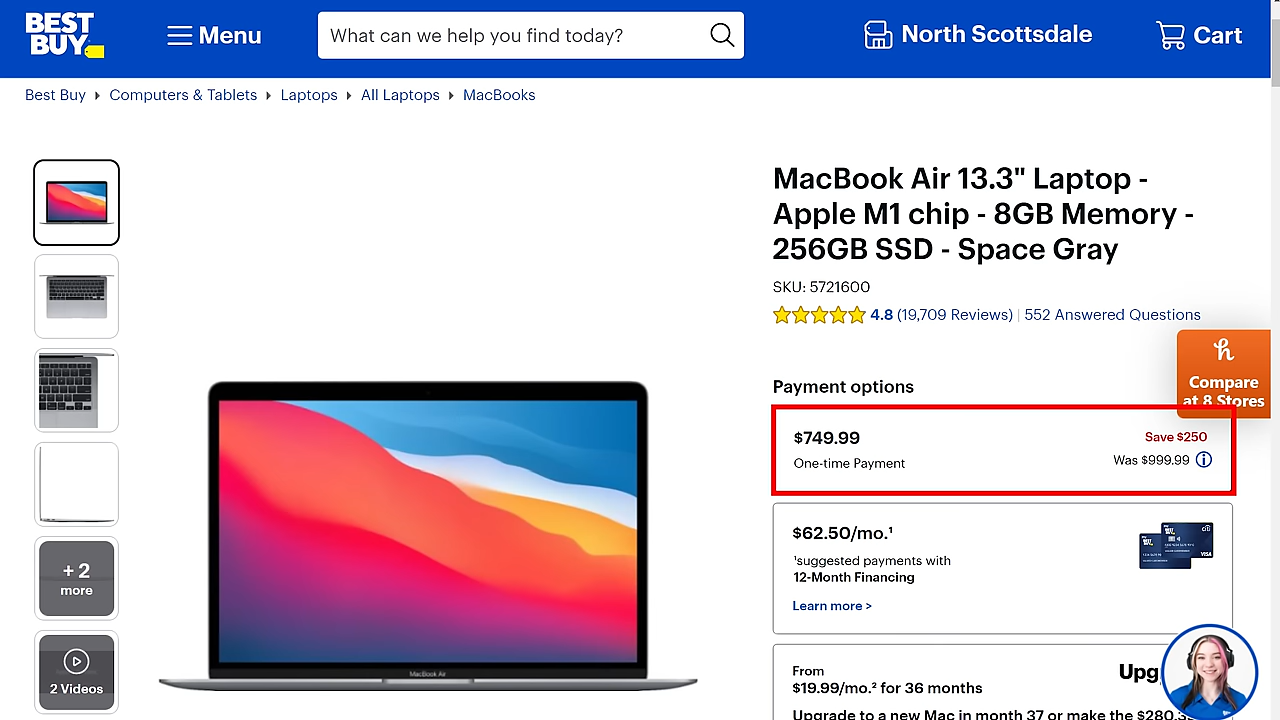 BEST
BUY
Menu
What can we help you find today?
North Scottsdale
Cart
Best Buy
Computers & Tablets
Laptops
All Laptops
MacBooks
MacBook Air 13.3" Laptop -
Apple M1 chip - 8GB Memory -
256GB SSD - Space Gray
SKU: 5721600
4.8 (19,709 Reviews)
552 Answered Questions
h
Compare
at 8 Stores
Payment options
$749.99
Save $250
One-time Payment
Was $999.99
$62.50/mo.¹
¹suggested payments with
12-Month Financing
Learn more >
citi
BEST BUY
VISA
+ 2
more
2 Videos
MacBook Air
From
$19.99/mo.² for 36 months
Upg
Upgrade to a new Mac in month 37 or make the $280